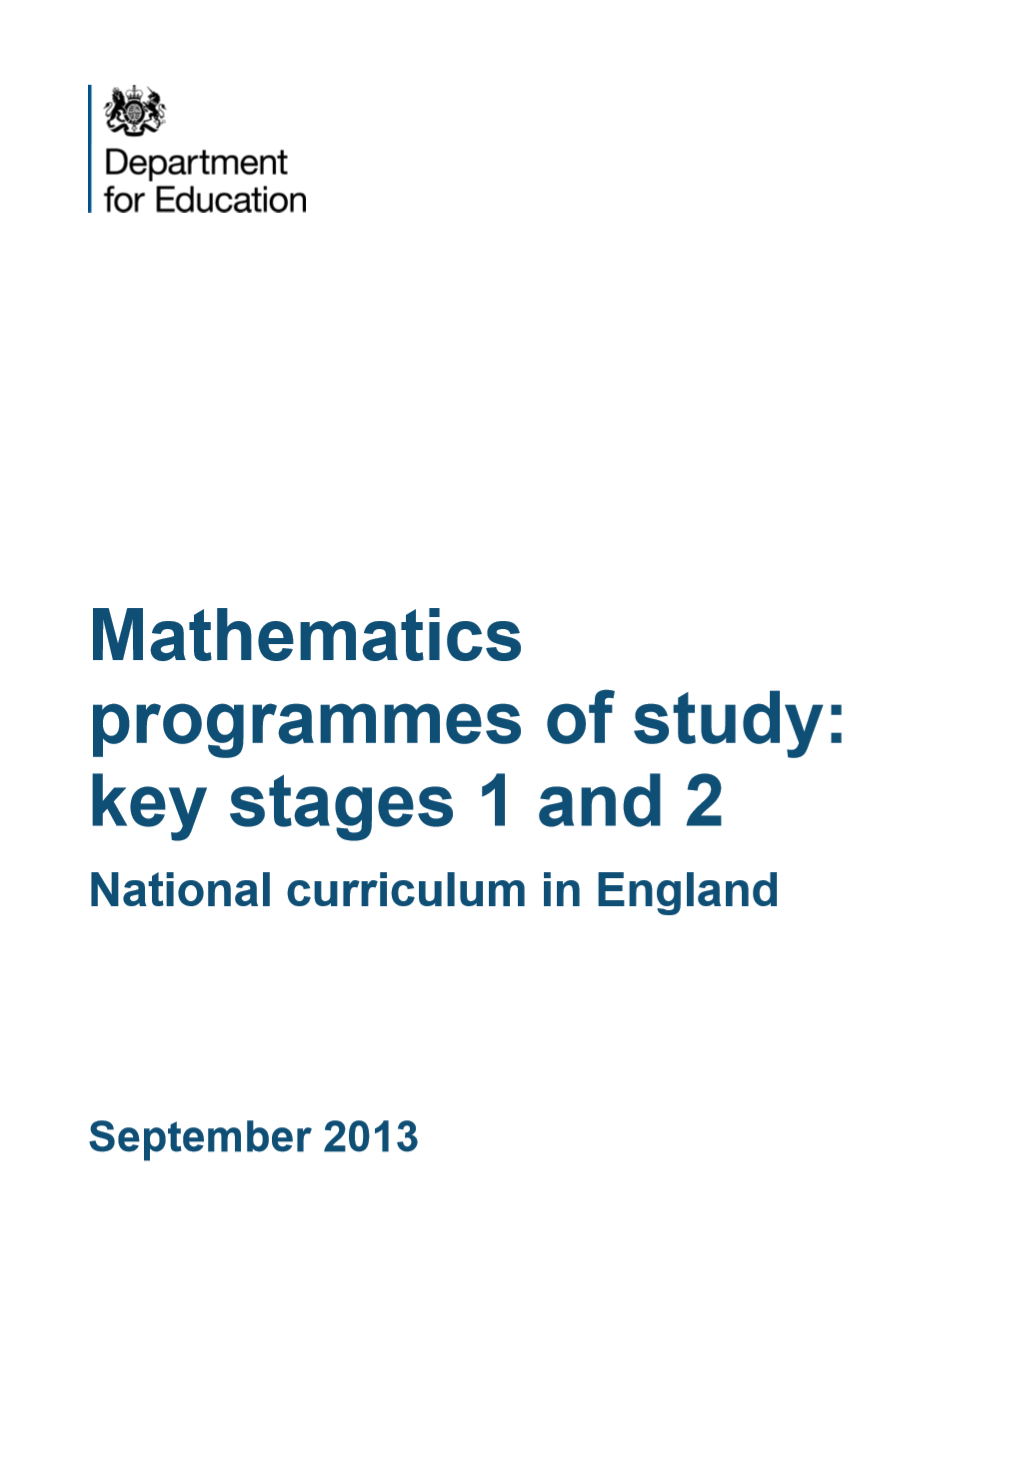 Department
for Education
Mathematics
programmes of study:
key stages 1 and 2
National curriculum in England
September 2013